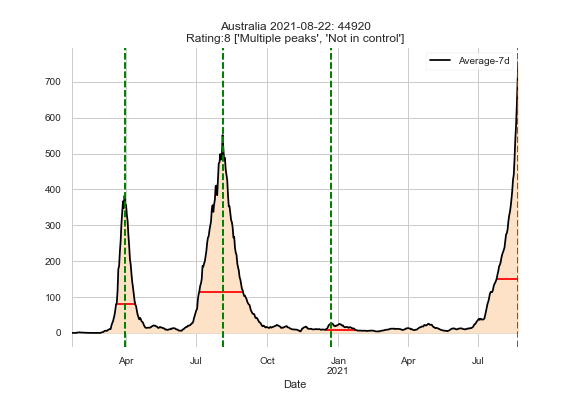 Australia 2021-08-22: 44920
Rating:8 ['Multiple peaks', 'Not in control']
Average-7d
700
600
500
400
300
200
100
0
Apr
Jul
Oct
Jan
2021
Apr
Jul
Date